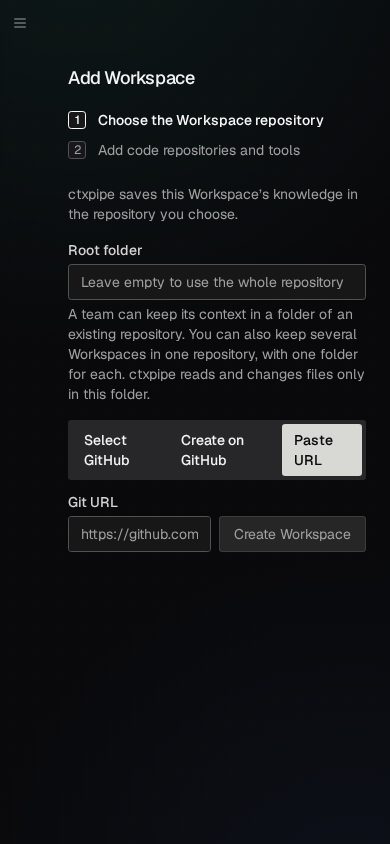 Add Workspace
1 Choose the Workspace repository
2 Add code repositories and tools
ctxpipe saves this Workspace's knowledge in
the repository you choose.
Root folder
Leave empty to use the whole repository
A team can keep its context in a folder of an
existing repository. You can also keep several
Workspaces in one repository, with one folder
for each. ctxpipe reads and changes files only
in this folder.
Select
GitHub
Create on
GitHub
Paste
URL
Git URL
https://github.com
Create Workspace